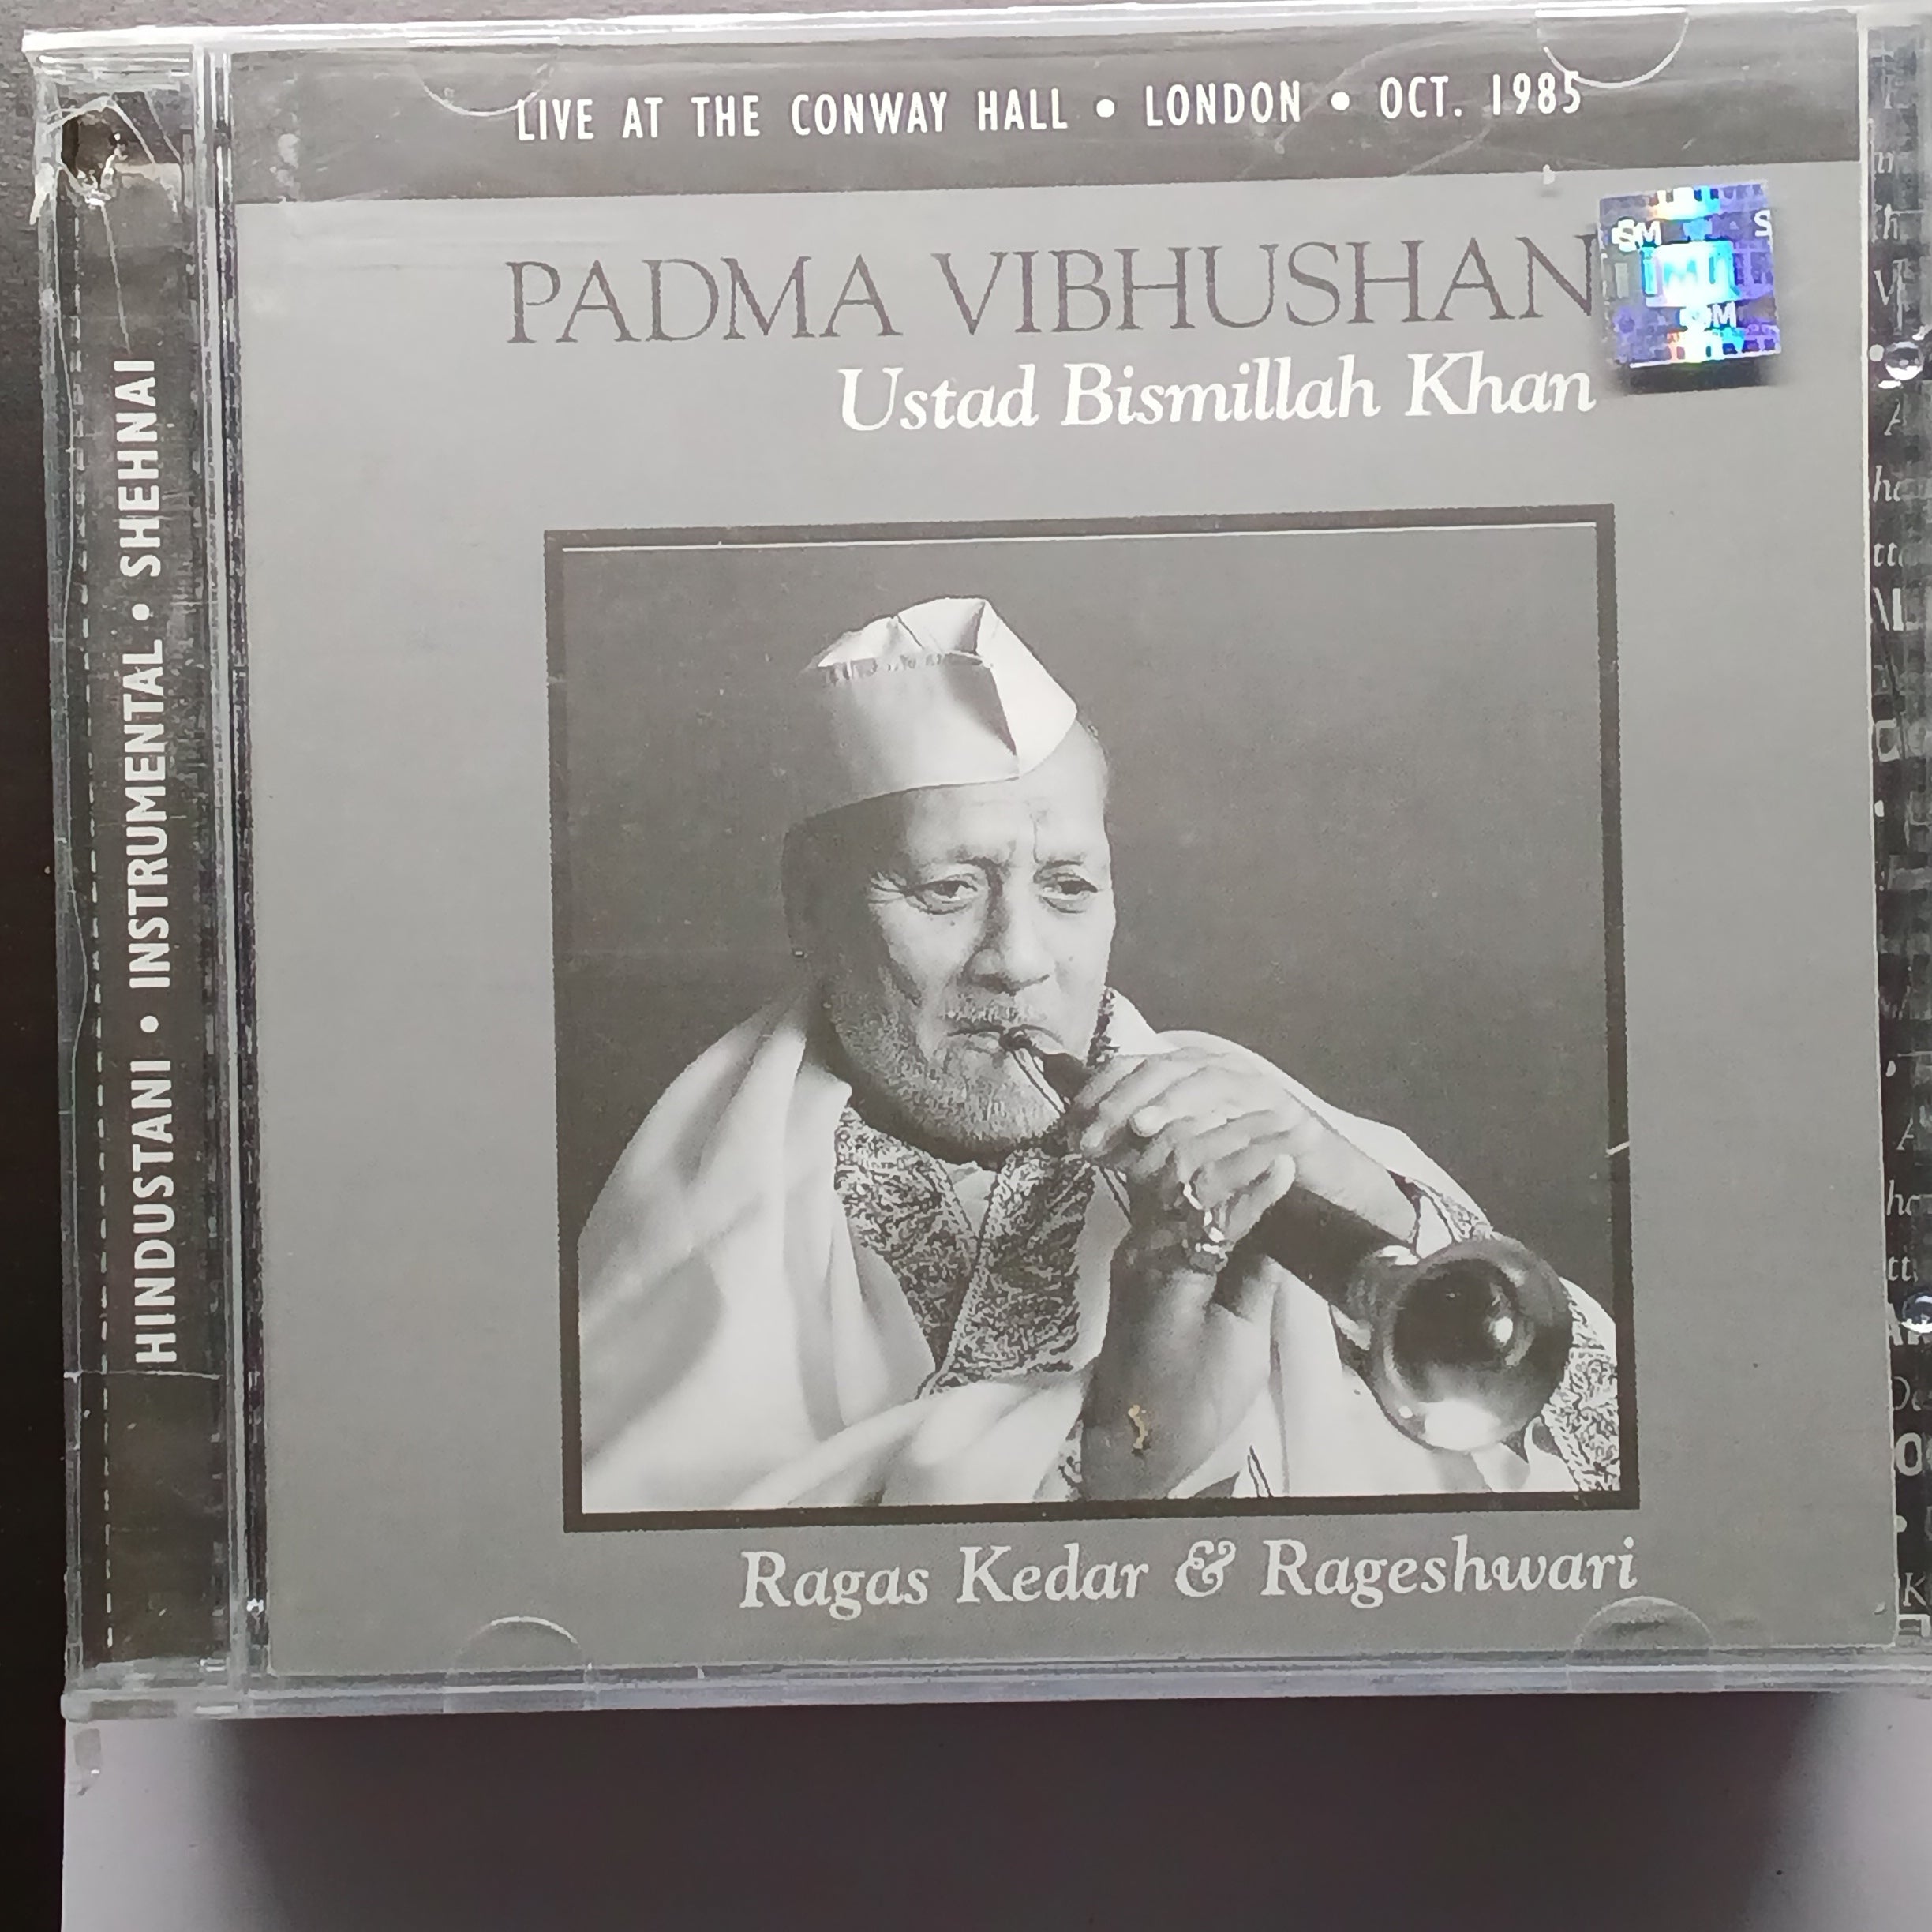 LIVE AT THE CONWAY HALL • LONDON • OCT. 1985
PADMA VIBHUSHAN
Ustad Bismillah Khan
HINDUSTANI • INSTRUMENTAL • SHEHNAI
Ragas Kedar & Rageshwari